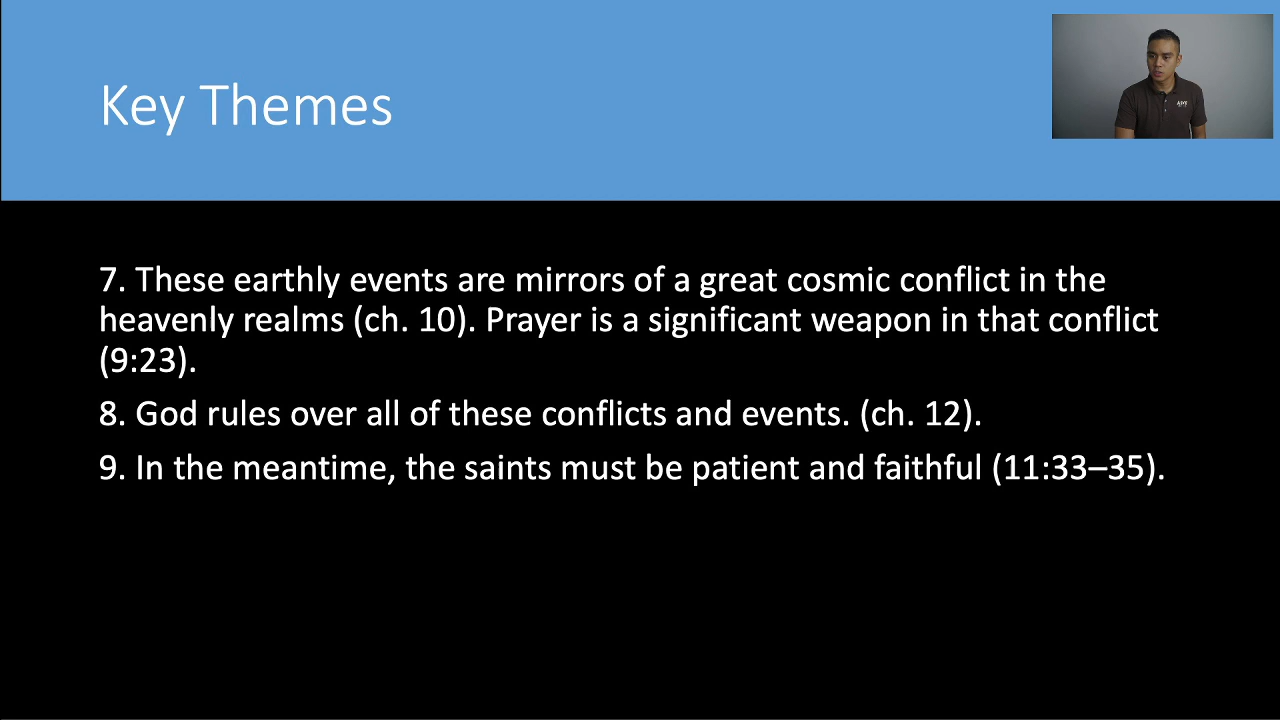 Key Themes
7. These earthly events are mirrors of a great cosmic conflict in the
heavenly realms (ch. 10). Prayer is a significant weapon in that conflict
(9:23).
8. God rules over all of these conflicts and events. (ch. 12).
9. In the meantime, the saints must be patient and faithful (11:33–35).